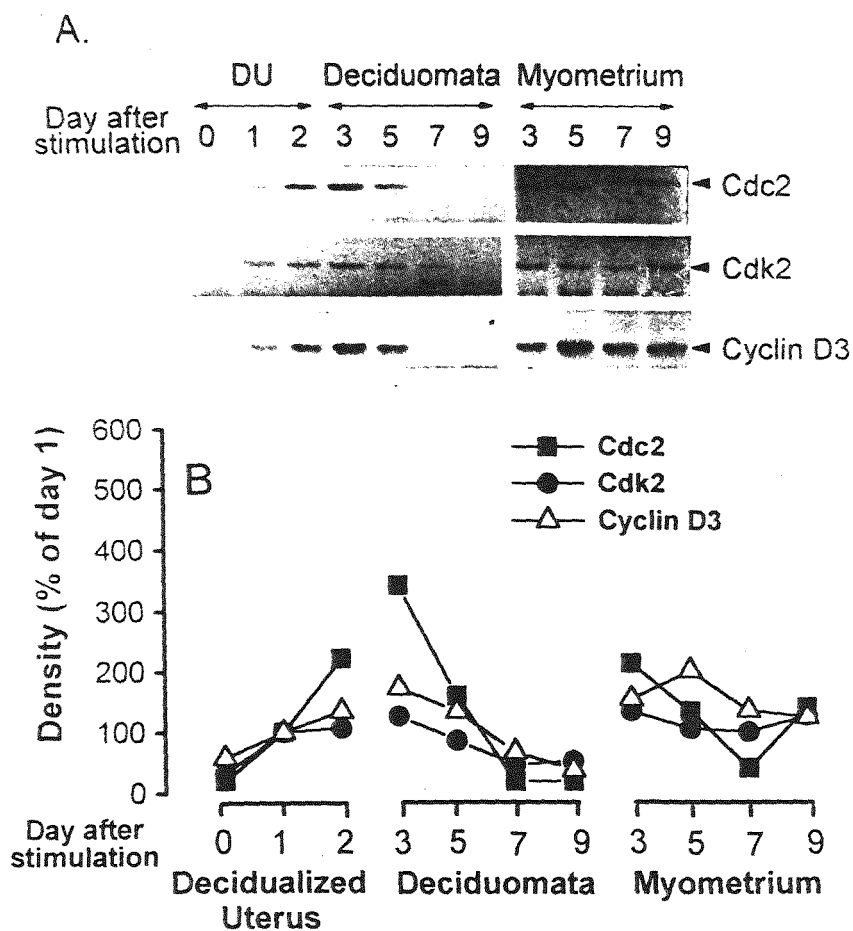 A.
DU Deciduomata Myometrium
Day after
stimulation 0 1 2 3 5 7 9 3 5 7 9
Cdc2
Cdk2
Cyclin D3
B
Density (% of day 1)
600
500
400
300
200
100
0
Cdc2
Cdk2
Cyclin D3
Day after
stimulation
0 1 2 3 5 7 9 3 5 7 9
Decidualized
Uterus
Deciduomata
Myometrium